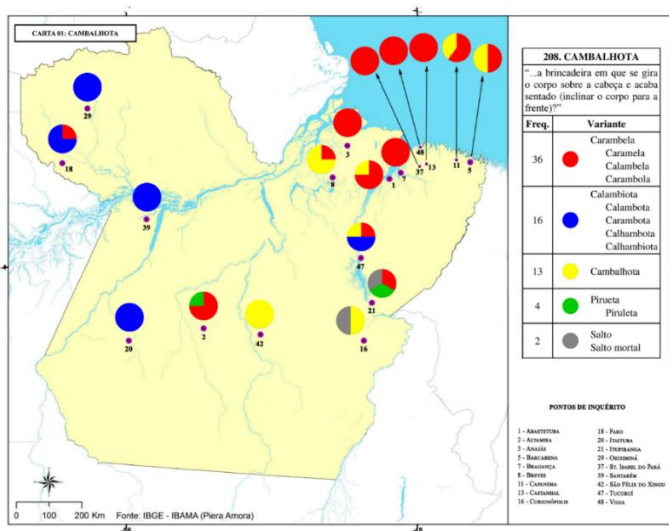 CARTA 01: CAMBALHOTA
208. CAMBALHOTA
“...a brincadeira em que se gira
o corpo sobre a cabeça e acaba
sentado (inclinar o corpo para a
frente)?”
Freq. Variante
36 Carambela
Caramela
Calambela
Carambola
16 Calambiota
Calambota
Carambota
Calhambota
Calhambiota
13 Cambalhota
4 Pirueta
Piruleta
2 Salto
Salto mortal
29
18
39
20
2
42
16
21
47
8
3
1
7
37
48
13
11
5
PONTOS DE INQUÉRITO
1 - ABAETETUBA
2 - ALTAMIRA
3 - ANAJÁS
5 - BARCARENA
7 - BRAGANÇA
8 - BREVES
11 - CAPANEMA
13 - CASTANHAL
16 - CURIONÓPOLIS
18 - FARO
20 - ITAITUBA
21 - ITUPIRANGA
29 - ORIXIMINÁ
37 - ST. ISABEL DO PARÁ
39 - SANTARÉM
42 - SÃO FÉLIX DO XINGU
47 - TUCURUÍ
48 - VIGIA
0 100 200 Km
Fonte: IBGE - IBAMA (Piera Amora)